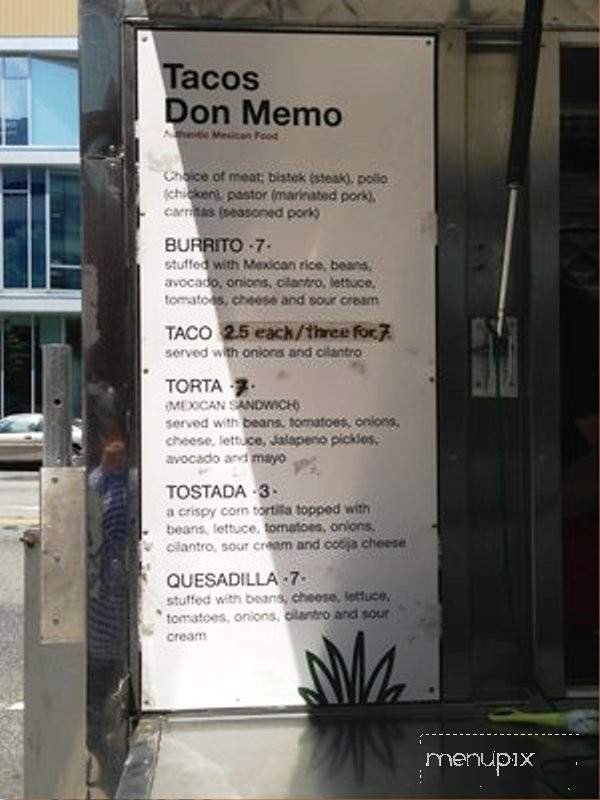 Tacos
Don Memo
Authentic Mexican Food
Choice of meat; bistek (steak), pollo
(chicken), pastor (marinated pork),
carnitas (seasoned pork)
BURRITO ·7·
stuffed with Mexican rice, beans,
avocado, onions, cilantro, lettuce,
tomatoes, cheese and sour cream
TACO 2.5 each/three for 7
served with onions and cilantro
TORTA ·7·
(MEXICAN SANDWICH)
served with beans, tomatoes, onions,
cheese, lettuce, Jalapeno pickles,
avocado and mayo
TOSTADA ·3·
a crispy corn tortilla topped with
beans, lettuce, tomatoes, onions,
cilantro, sour cream and cotija cheese
QUESADILLA ·7·
stuffed with beans, cheese, lettuce,
tomatoes, onions, cilantro and sour
cream
menupix